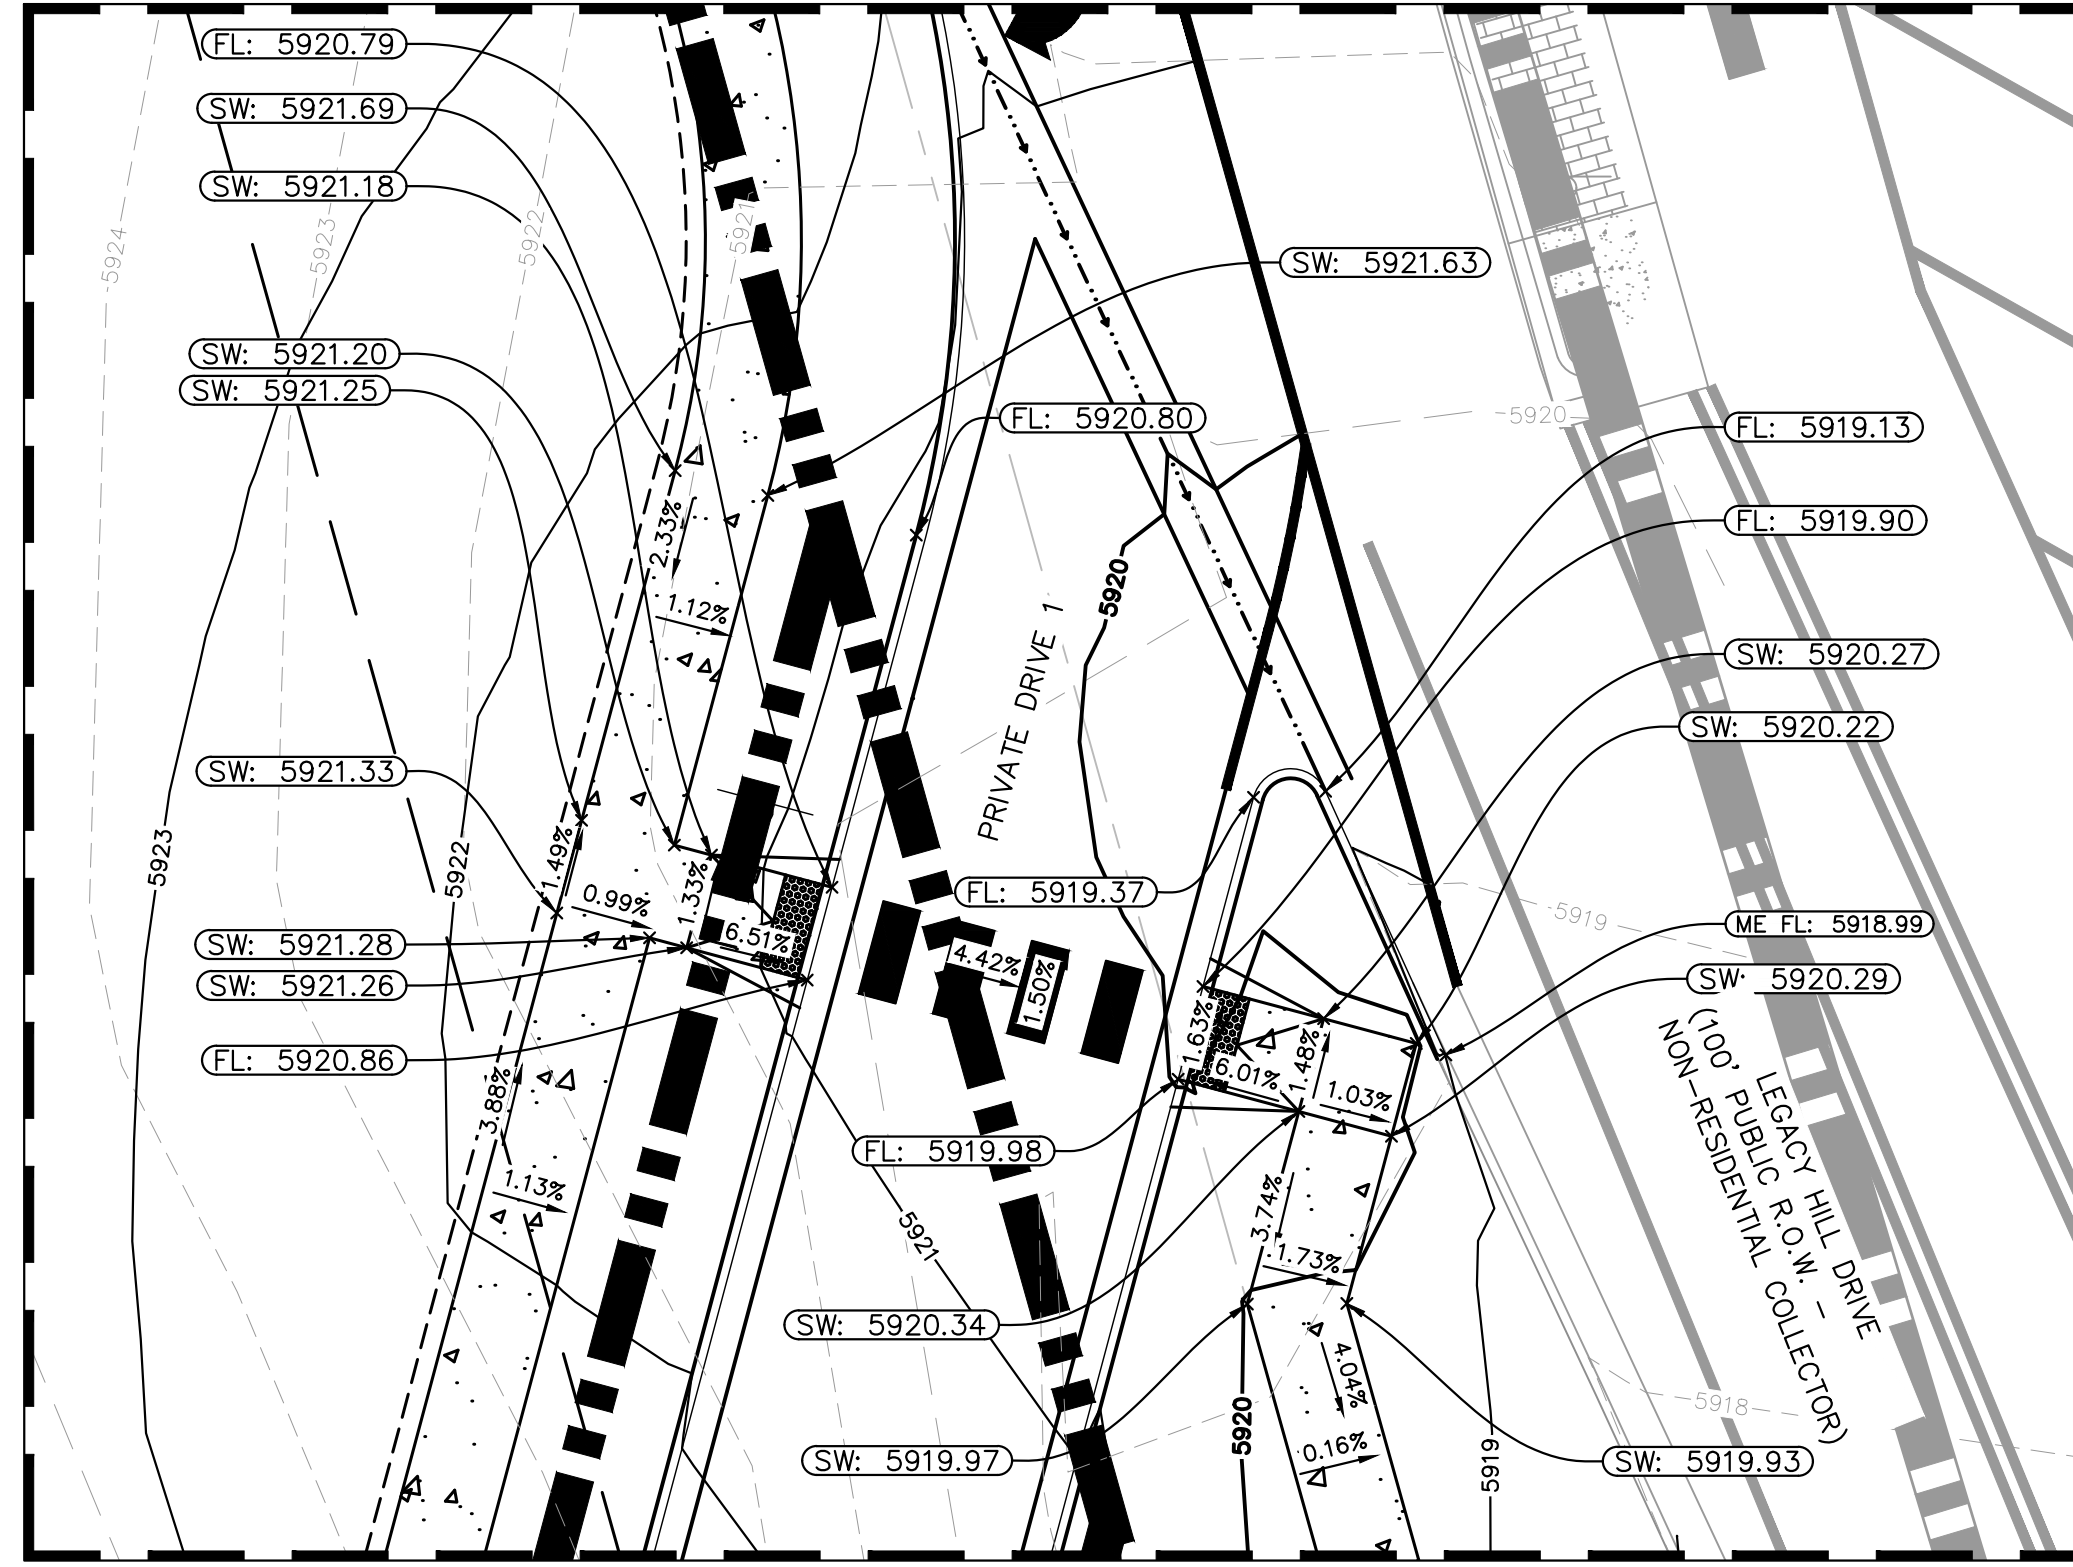 FL: 5920.79
SW: 5921.69
SW: 5921.18
5924
5923
5922
5921
SW: 5921.63
SW: 5921.20
SW: 5921.25
FL: 5920.80
5920
FL: 5919.13
FL: 5919.90
2.33%
1.12%
5920
PRIVATE DRIVE 1
SW: 5920.27
SW: 5920.22
SW: 5921.33
5923
5922
1.49%
0.99%
1.33%
6.51%
FL: 5919.37
5919
ME FL: 5918.99
SW: 5921.28
SW: 5921.26
4.42%
1.50%
SW: 5920.29
FL: 5920.86
3.88%
1.13%
1.63%
6.01%
1.48%
1.03%
FL: 5919.98
LEGACY HILL DRIVE
(100' PUBLIC R.O.W. -
NON-RESIDENTIAL COLLECTOR)
5921
3.74%
1.73%
SW: 5920.34
4.04%
5918
5920
0.16%
5919
SW: 5919.97
SW: 5919.93